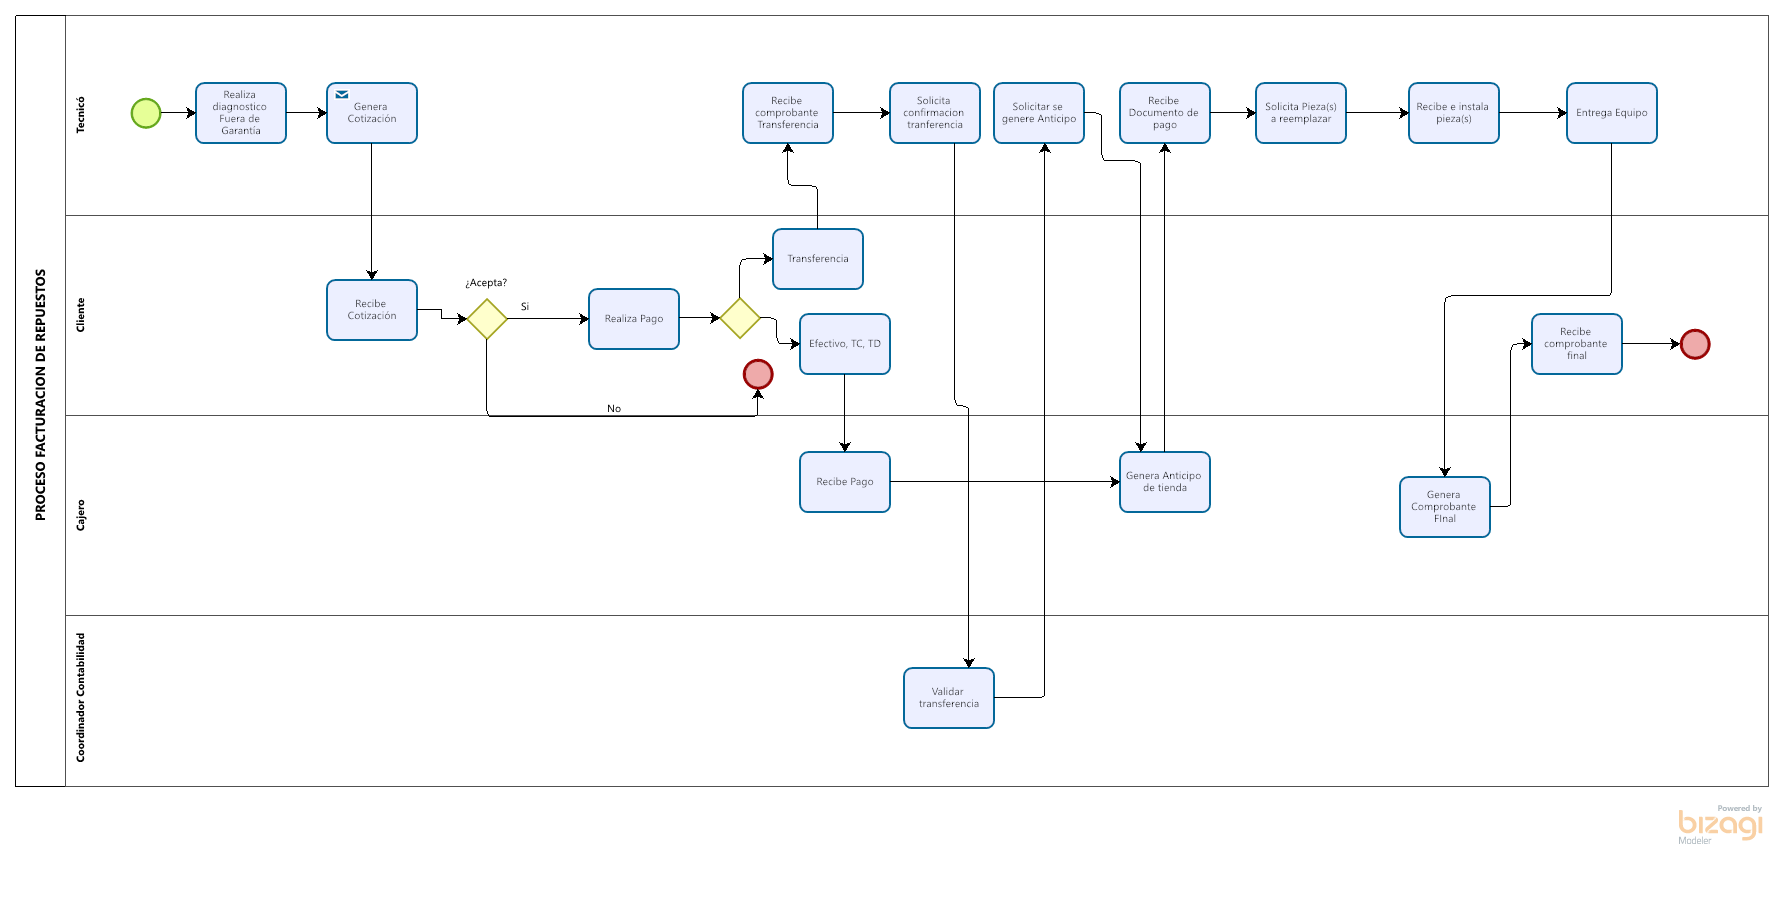 PROCESO FACTURACION DE REPUESTOS
Tecnicó
Realiza
diagnostico
Fuera de
Garantía
Genera
Cotización
Recibe
comprobante
Transferencia
Solicita
confirmacion
tranferencia
Solicitar se
genere Anticipo
Recibe
Documento de
pago
Solicita Pieza(s)
a reemplazar
Recibe e instala
pieza(s)
Entrega Equipo
Cliente
Recibe
Cotización
¿Acepta?
Si
No
Realiza Pago
Transferencia
Efectivo, TC, TD
Recibe
comprobante
final
Cajero
Recibe Pago
Genera Anticipo
de tienda
Genera
Comprobante
FInal
Coordinador Contabilidad
Validar
transferencia
Powered by
bizagi
Modeler